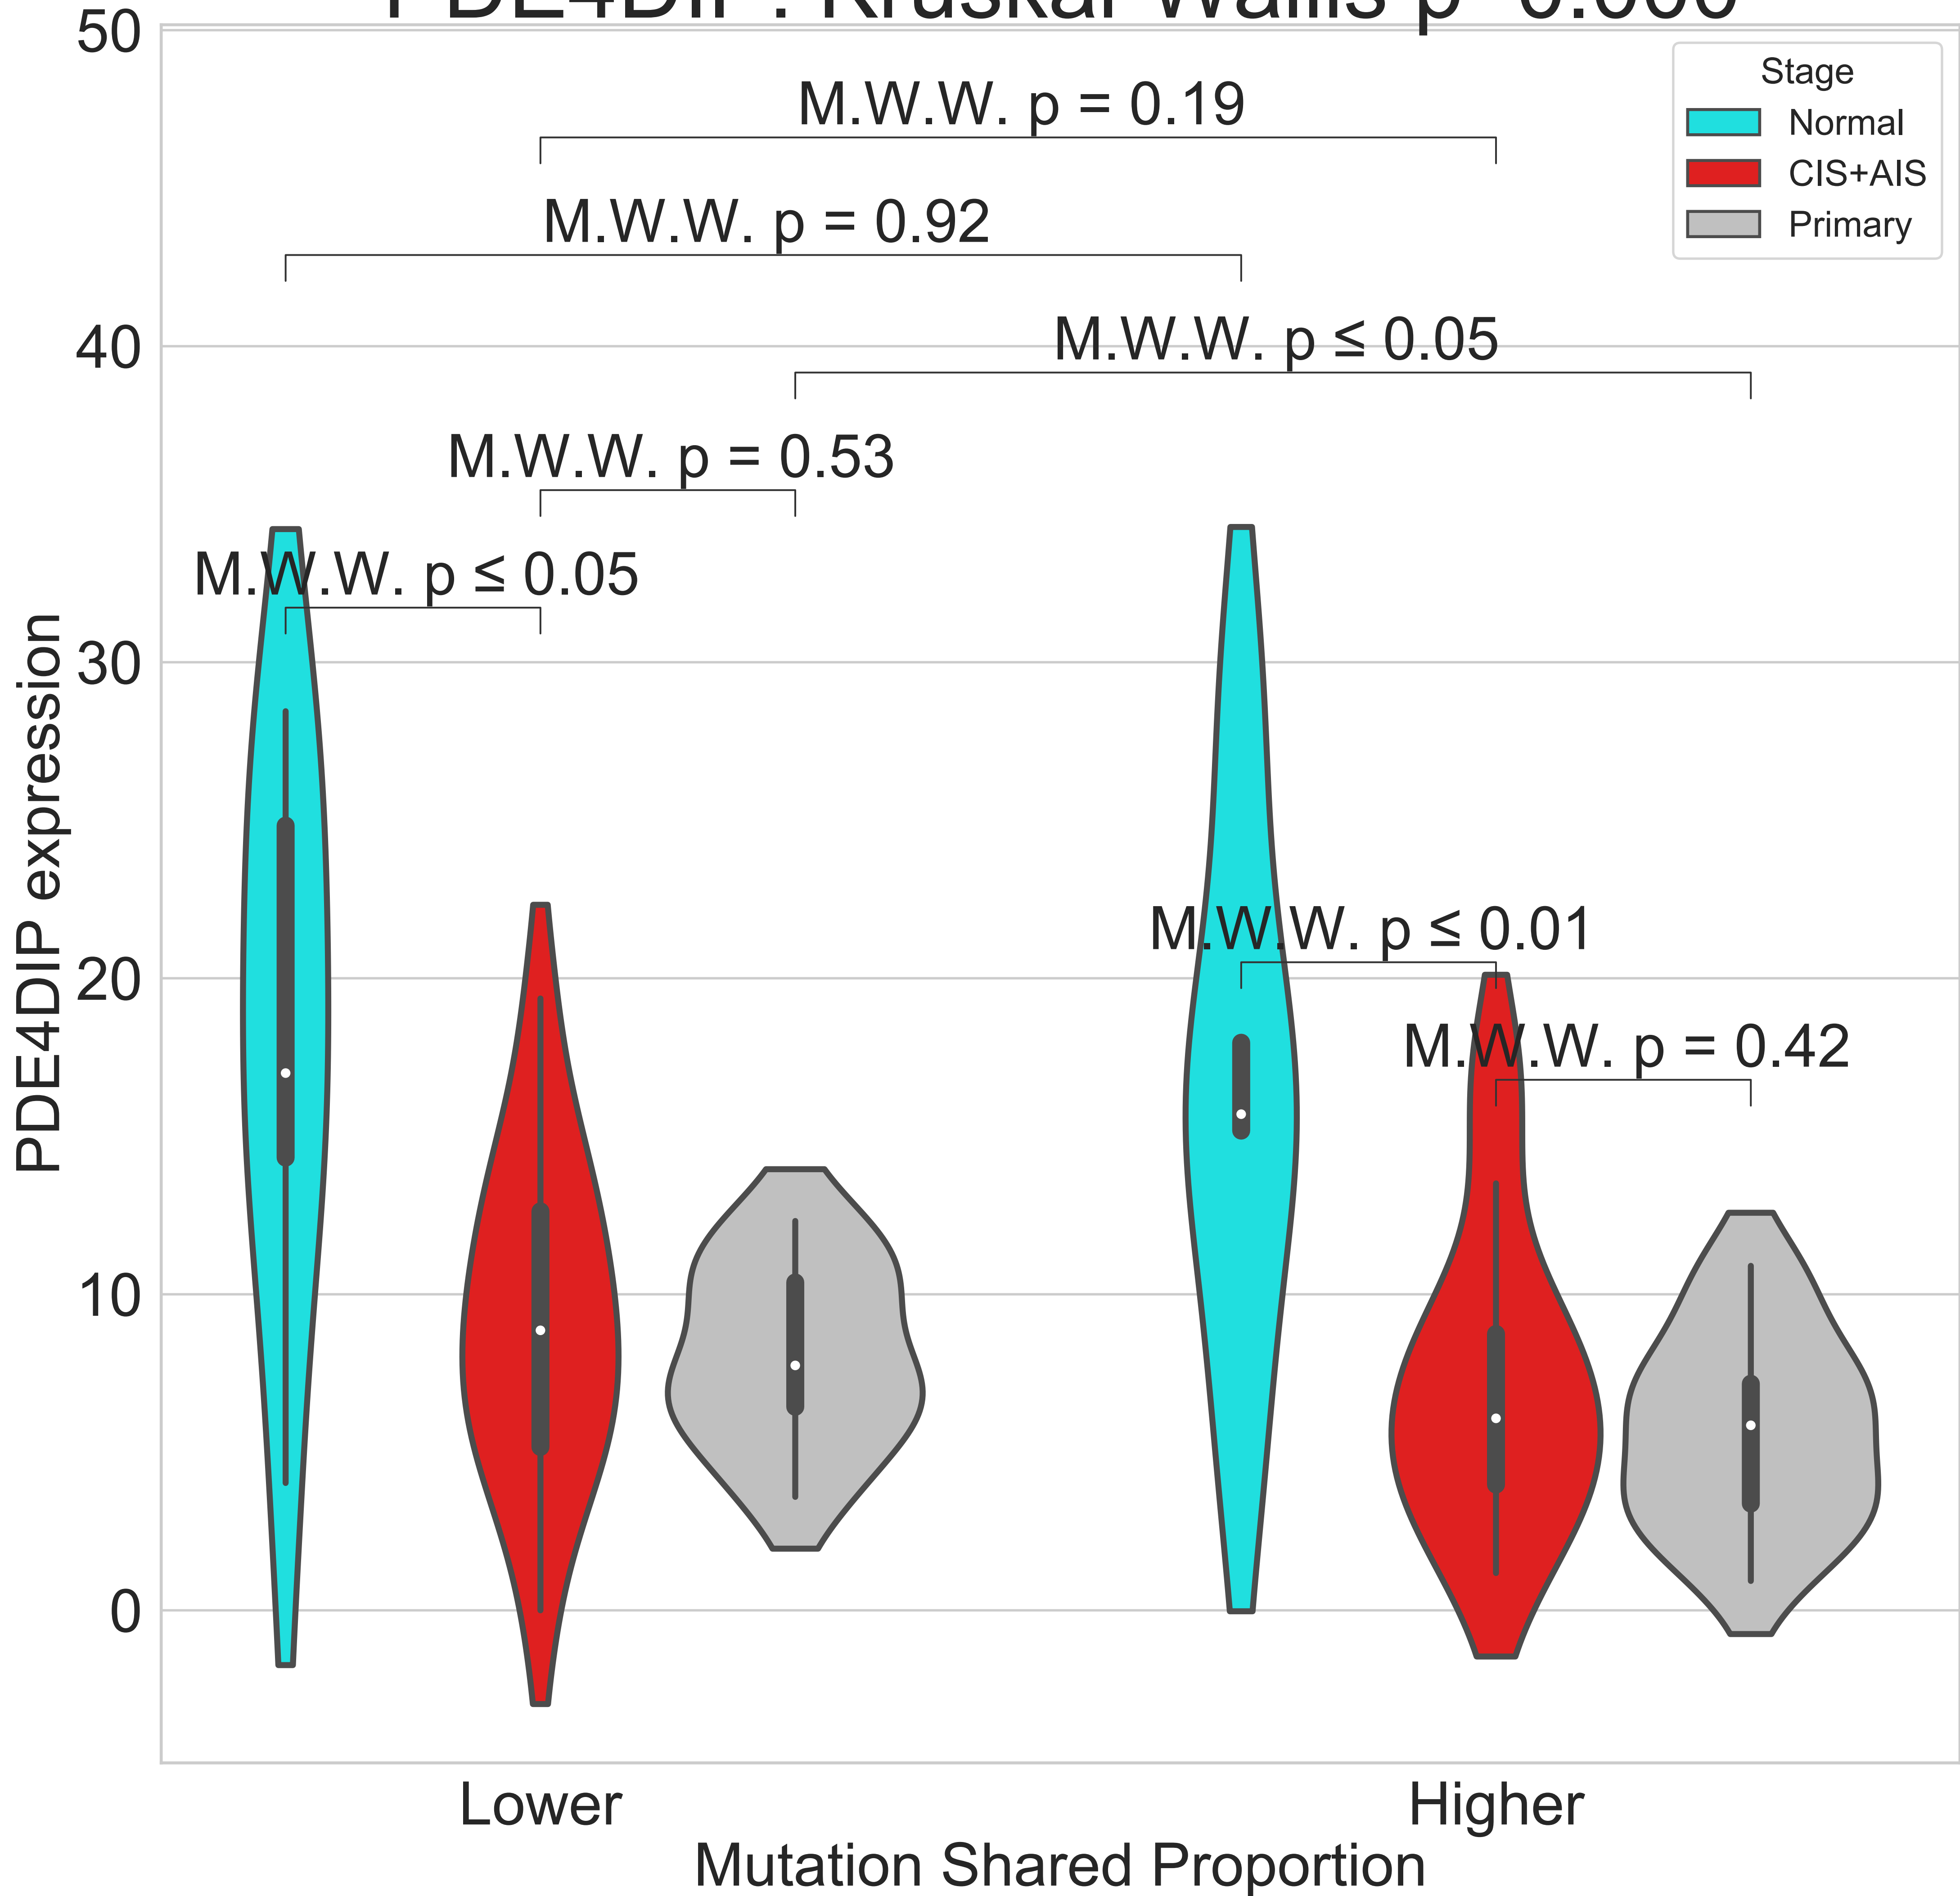 50
Stage
Normal
CIS+AIS
Primary
M.W.W. p = 0.19
M.W.W. p = 0.92
40
M.W.W. p ≤ 0.05
M.W.W. p = 0.53
M.W.W. p ≤ 0.05
30
M.W.W. p ≤ 0.01
20
M.W.W. p = 0.42
10
0
PDE4DIP expression
Lower
Higher
Mutation Shared Proportion